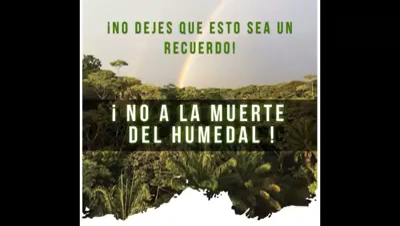 ¡NO DEJES QUE ESTO SEA UN
RECUERDO!
¡ NO A LA MUERTE
DEL HUMEDAL !